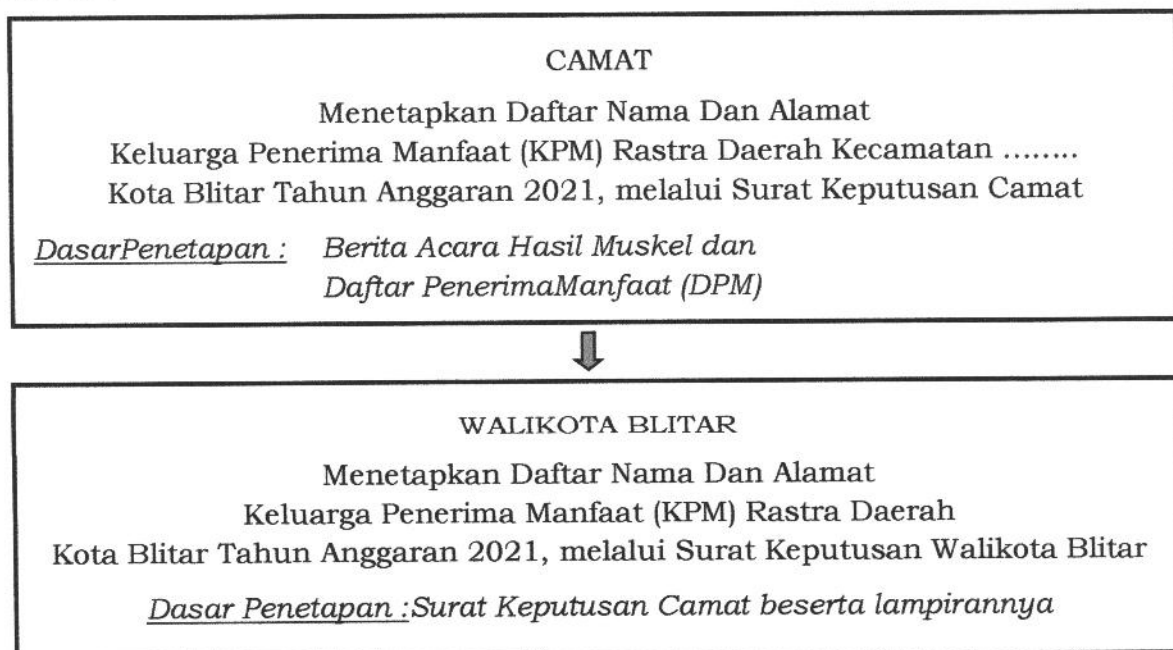 CAMAT
Menetapkan Daftar Nama Dan Alamat
Keluarga Penerima Manfaat (KPM) Rastra Daerah Kecamatan ........
Kota Blitar Tahun Anggaran 2021, melalui Surat Keputusan Camat
DasarPenetapan : Berita Acara Hasil Muskel dan
Daftar PenerimaManfaat (DPM)
WALIKOTA BLITAR
Menetapkan Daftar Nama Dan Alamat
Keluarga Penerima Manfaat (KPM) Rastra Daerah
Kota Blitar Tahun Anggaran 2021, melalui Surat Keputusan Walikota Blitar
Dasar Penetapan :Surat Keputusan Camat beserta lampirannya